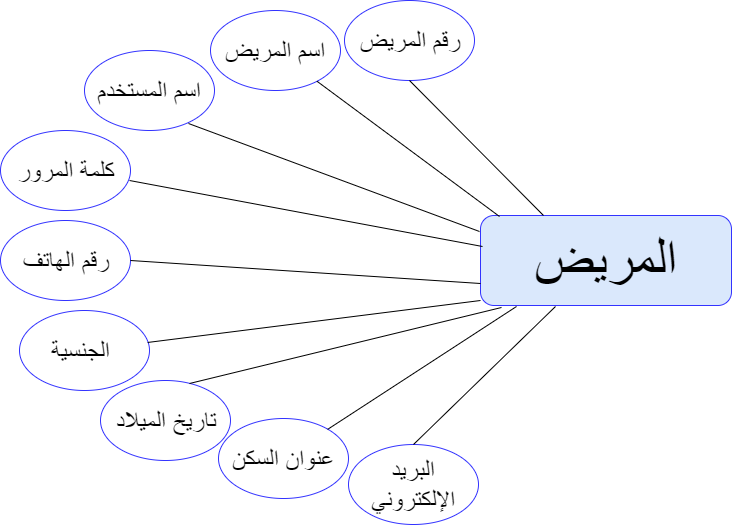 رقم المريض
اسم المريض
اسم المستخدم
كلمة المرور
رقم الهاتف
الجنسية
تاريخ الميلاد
عنوان السكن
البريد
الإلكتروني
المريض